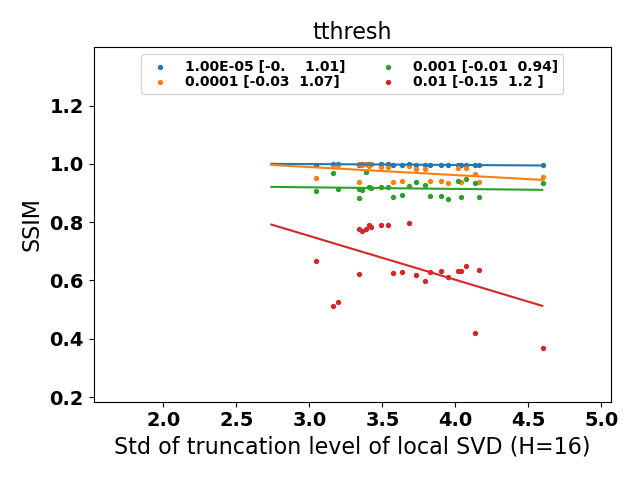 tthresh
1.00E-05 [-0.    1.01]
0.0001 [-0.03  1.07]
0.001 [-0.01  0.94]
0.01 [-0.15  1.2 ]
SSIM
1.2
1.0
0.8
0.6
0.4
0.2
2.0 2.5 3.0 3.5 4.0 4.5 5.0
Std of truncation level of local SVD (H=16)